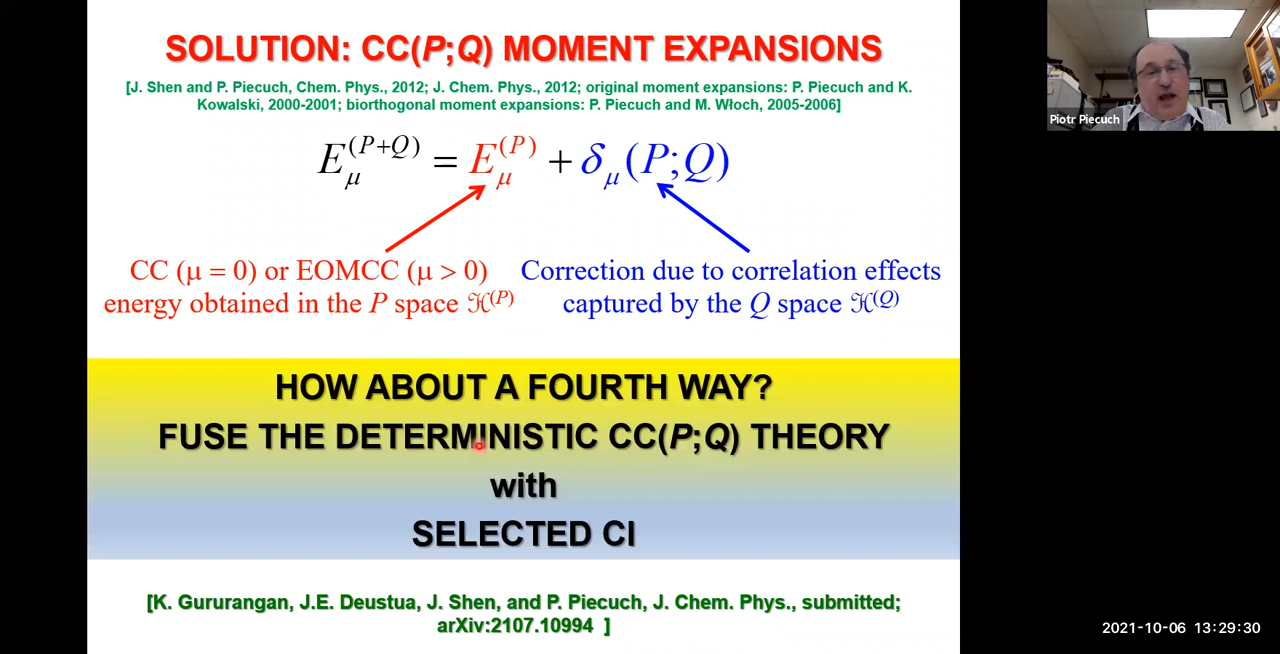 SOLUTION: CC(P;Q) MOMENT EXPANSIONS
[J. Shen and P. Piecuch, Chem. Phys., 2012; J. Chem. Phys., 2012; original moment expansions: P. Piecuch and K.
Kowalski, 2000-2001; biorthogonal moment expansions: P. Piecuch and M. Włoch, 2005-2006]
Piotr Piecuch
E_μ^(P+Q) = E_μ^(P) + δ_μ(P;Q)
CC (μ = 0) or EOMCC (μ > 0)
energy obtained in the P space ℋ^(P)
Correction due to correlation effects
captured by the Q space ℋ^(Q)
HOW ABOUT A FOURTH WAY?
FUSE THE DETERMINISTIC CC(P;Q) THEORY
with
SELECTED CI
[K. Gururangan, J.E. Deustua, J. Shen, and P. Piecuch, J. Chem. Phys., submitted;
arXiv:2107.10994 ]
2021-10-06 13:29:30